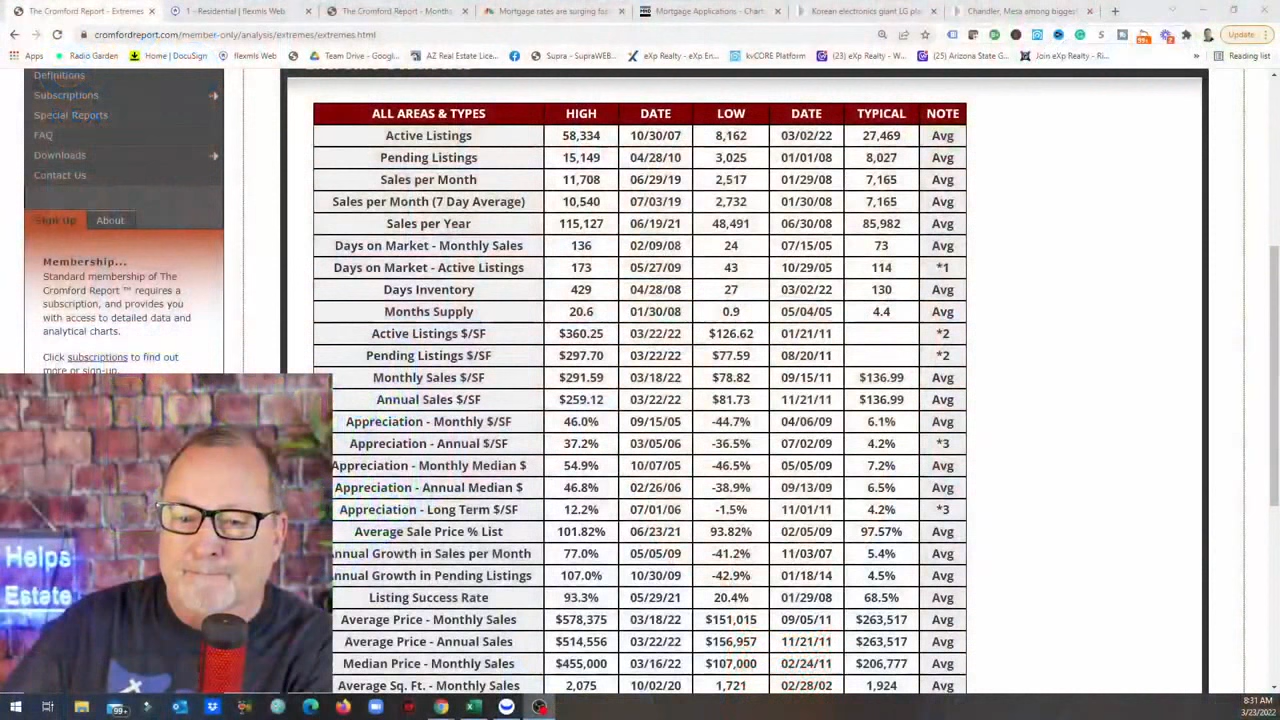 The Cromford Report - Extremes
1 - Residential | flexmls Web
The Cromford Report - Months
Mortgage rates are surging fas
Mortgage Applications - Chart
Korean electronics giant LG pla
Chandler, Mesa among bigges
cromfordreport.com/member-only/analysis/extremes/extremes.html
Update
Radio Garden
Home | DocuSign
flexmls Web
Team Drive - Googl...
AZ Real Estate Lice...
Supra - SupraWEB...
eXp Realty - En...
kvCORE Platform
(23) eXp Realty - W...
(25) Arizona State G...
Join eXp Realty - Ri...
Reading list
Definitions
Subscriptions
Special Reports
FAQ
Downloads
Contact Us
Sign Up
About
Membership...
Standard membership of The
Cromford Report ™ requires a
subscription, and provides you
with access to detailed data and
analytical charts.
Click subscriptions to find out
more or sign-up.
ALL AREAS & TYPES HIGH DATE LOW DATE TYPICAL NOTE
Active Listings 58,334 10/30/07 8,162 03/02/22 27,469 Avg
Pending Listings 15,149 04/28/10 3,025 01/01/08 8,027 Avg
Sales per Month 11,708 06/29/19 2,517 01/29/08 7,165 Avg
Sales per Month (7 Day Average) 10,540 07/03/19 2,732 01/30/08 7,165 Avg
Sales per Year 115,127 06/19/21 48,491 06/30/08 85,982 Avg
Days on Market - Monthly Sales 136 02/09/08 24 07/15/05 73 Avg
Days on Market - Active Listings 173 05/27/09 43 10/29/05 114 *1
Days Inventory 429 04/28/08 27 03/02/22 130 Avg
Months Supply 20.6 01/30/08 0.9 05/04/05 4.4 Avg
Active Listings $/SF $360.25 03/22/22 $126.62 01/21/11 *2
Pending Listings $/SF $297.70 03/22/22 $77.59 08/20/11 *2
Monthly Sales $/SF $291.59 03/18/22 $78.82 09/15/11 $136.99 Avg
Annual Sales $/SF $259.12 03/22/22 $81.73 11/21/11 $136.99 Avg
Appreciation - Monthly $/SF 46.0% 09/15/05 -44.7% 04/06/09 6.1% Avg
Appreciation - Annual $/SF 37.2% 03/05/06 -36.5% 07/02/09 4.2% *3
Appreciation - Monthly Median $ 54.9% 10/07/05 -46.5% 05/05/09 7.2% Avg
Appreciation - Annual Median $ 46.8% 02/26/06 -38.9% 09/13/09 6.5% Avg
Appreciation - Long Term $/SF 12.2% 07/01/06 -1.5% 11/01/11 4.2% *3
Average Sale Price % List 101.82% 06/23/21 93.82% 02/05/09 97.57% Avg
nnual Growth in Sales per Month 77.0% 05/05/09 -41.2% 11/03/07 5.4% Avg
nnual Growth in Pending Listings 107.0% 10/30/09 -42.9% 01/18/14 4.5% Avg
Listing Success Rate 93.3% 05/29/21 20.4% 01/29/08 68.5% Avg
Average Price - Monthly Sales $578,375 03/18/22 $151,015 09/05/11 $263,517 Avg
Average Price - Annual Sales $514,556 03/22/22 $156,957 11/21/11 $263,517 Avg
Median Price - Monthly Sales $455,000 03/16/22 $107,000 02/24/11 $206,777 Avg
Average Sq. Ft. - Monthly Sales 2,075 10/02/20 1,721 02/28/02 1,924 Avg
Helps
Estate
99+
8:31 AM
3/23/2022